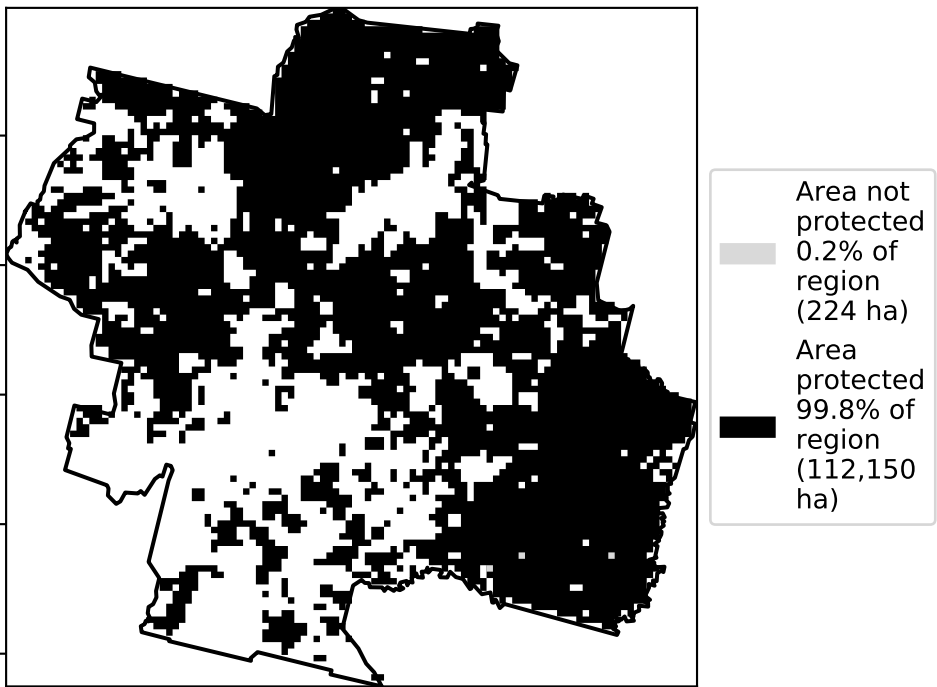 Area not
protected
0.2% of
region
(224 ha)
Area
protected
99.8% of
region
(112,150
ha)